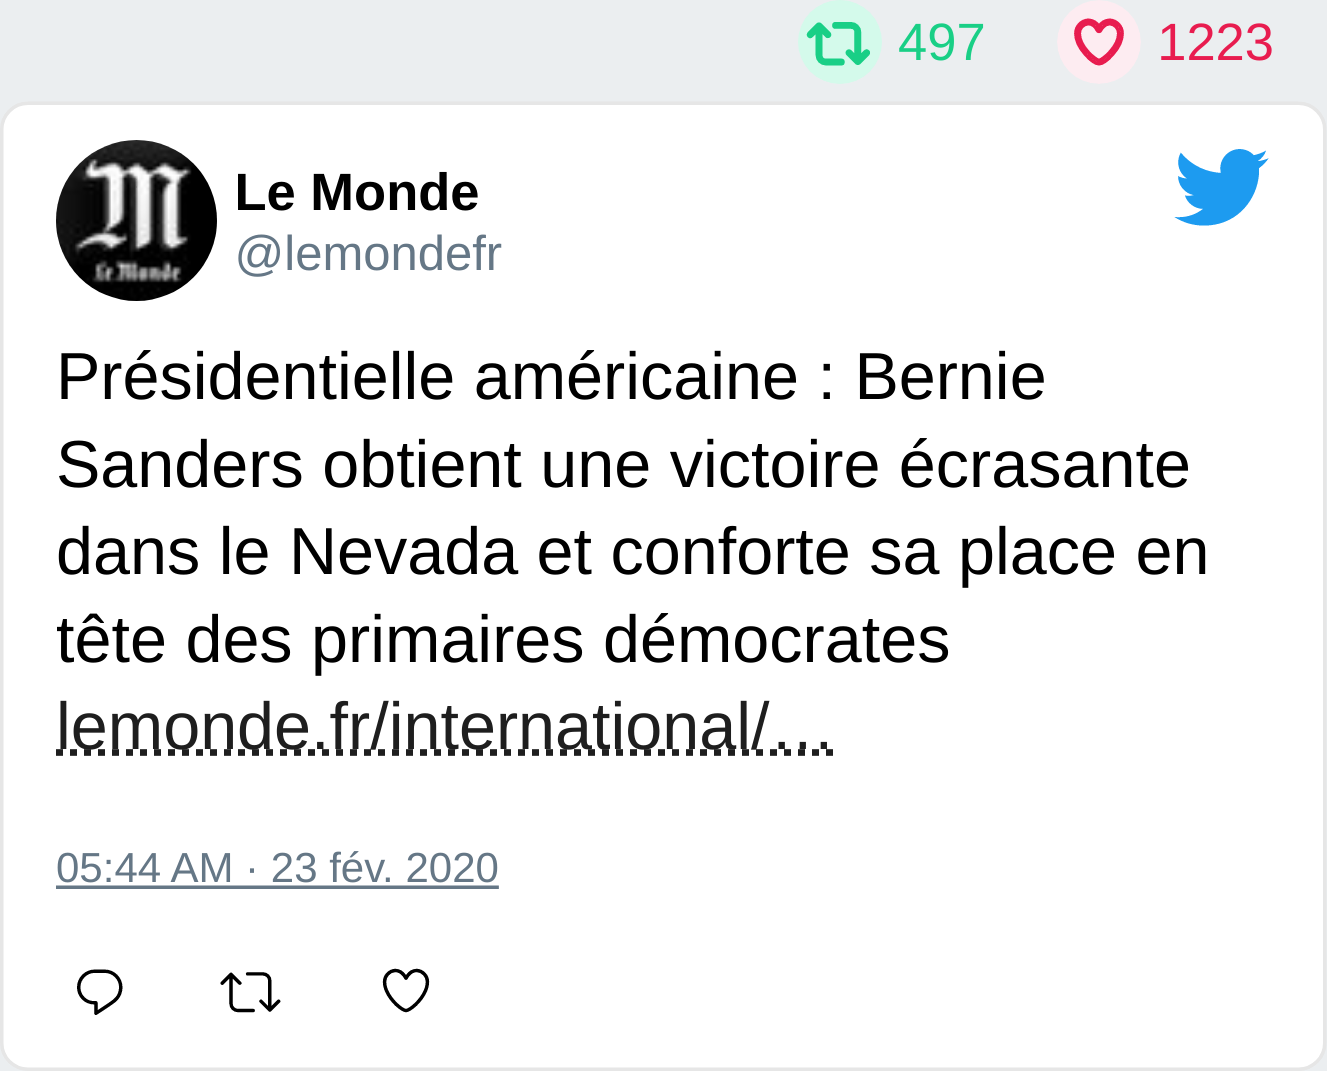 497 1223
Le Monde
Le Monde
@lemondefr
Présidentielle américaine : Bernie
Sanders obtient une victoire écrasante
dans le Nevada et conforte sa place en
tête des primaires démocrates
lemonde.fr/international/…
05:44 AM · 23 fév. 2020